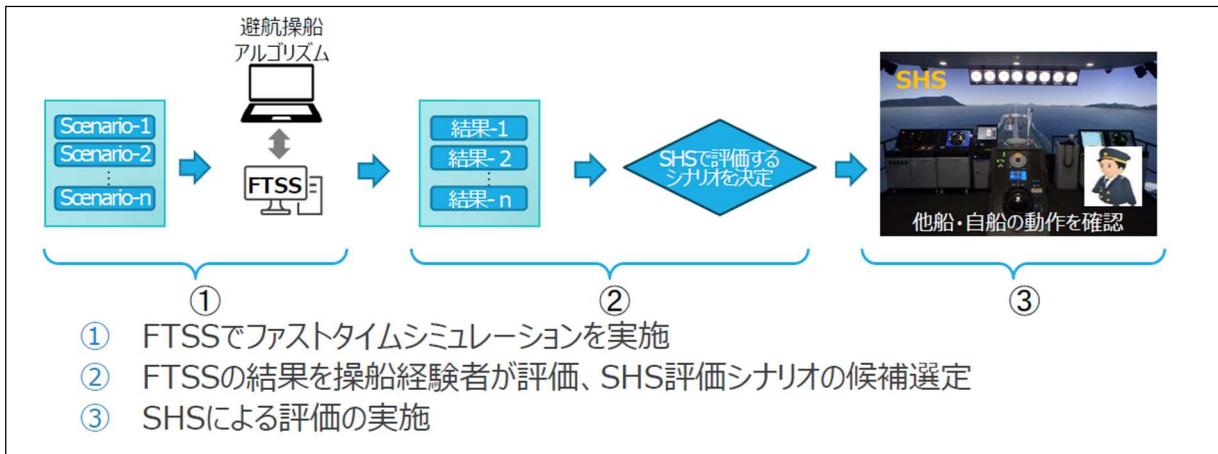 避航操船
アルゴリズム
Scenario-1
Scenario-2
⋮
Scenario-n
FTSS
結果-1
結果-2
⋮
結果-n
SHSで評価する
シナリオを決定
SHS
他船・自船の動作を確認
①
②
③
① FTSSでファストタイムシミュレーションを実施
② FTSSの結果を操船経験者が評価、SHS評価シナリオの候補選定
③ SHSによる評価の実施